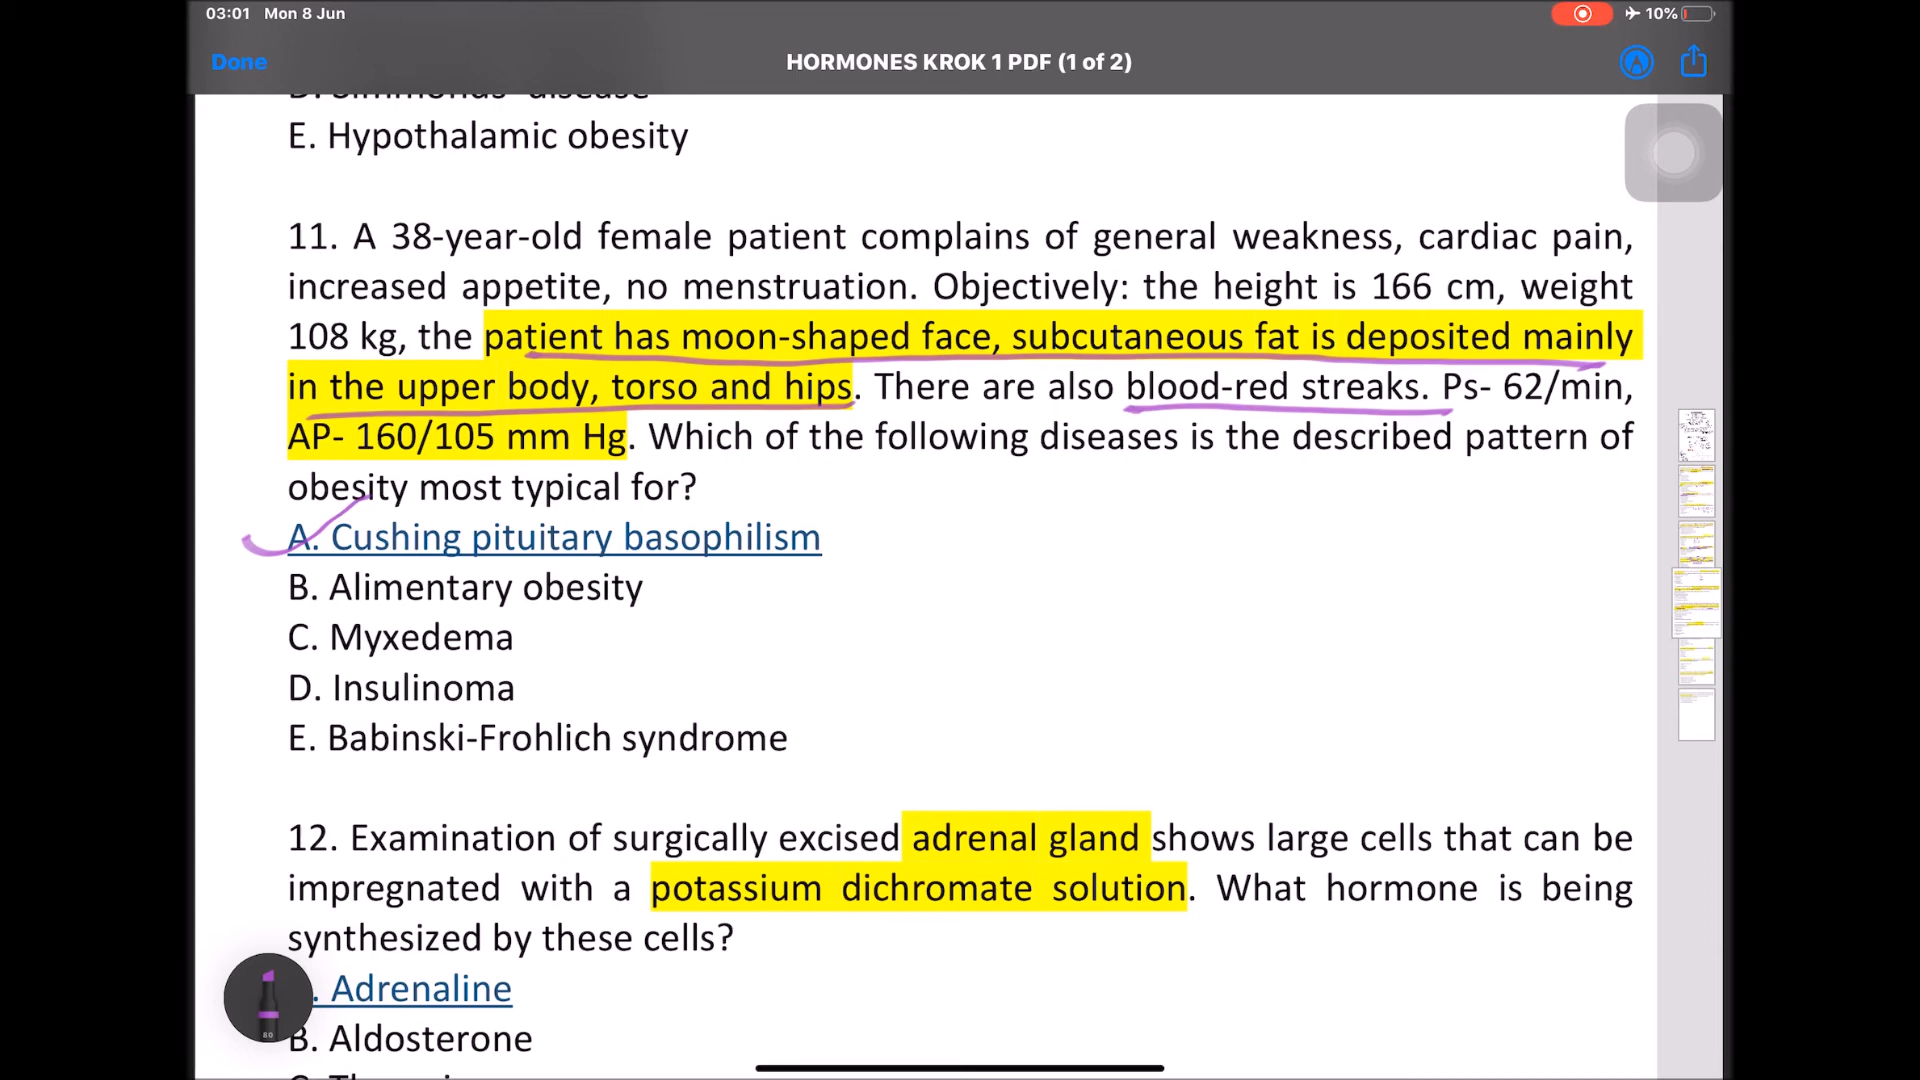 03:01 Mon 8 Jun
10%
Done
HORMONES KROK 1 PDF (1 of 2)
D. Simmonds' disease
E. Hypothalamic obesity
11. A 38-year-old female patient complains of general weakness, cardiac pain,
increased appetite, no menstruation. Objectively: the height is 166 cm, weight
108 kg, the patient has moon-shaped face, subcutaneous fat is deposited mainly
in the upper body, torso and hips. There are also blood-red streaks. Ps- 62/min,
AP- 160/105 mm Hg. Which of the following diseases is the described pattern of
obesity most typical for?
A. Cushing pituitary basophilism
B. Alimentary obesity
C. Myxedema
D. Insulinoma
E. Babinski-Frohlich syndrome
12. Examination of surgically excised adrenal gland shows large cells that can be
impregnated with a potassium dichromate solution. What hormone is being
synthesized by these cells?
. Adrenaline
80
B. Aldosterone